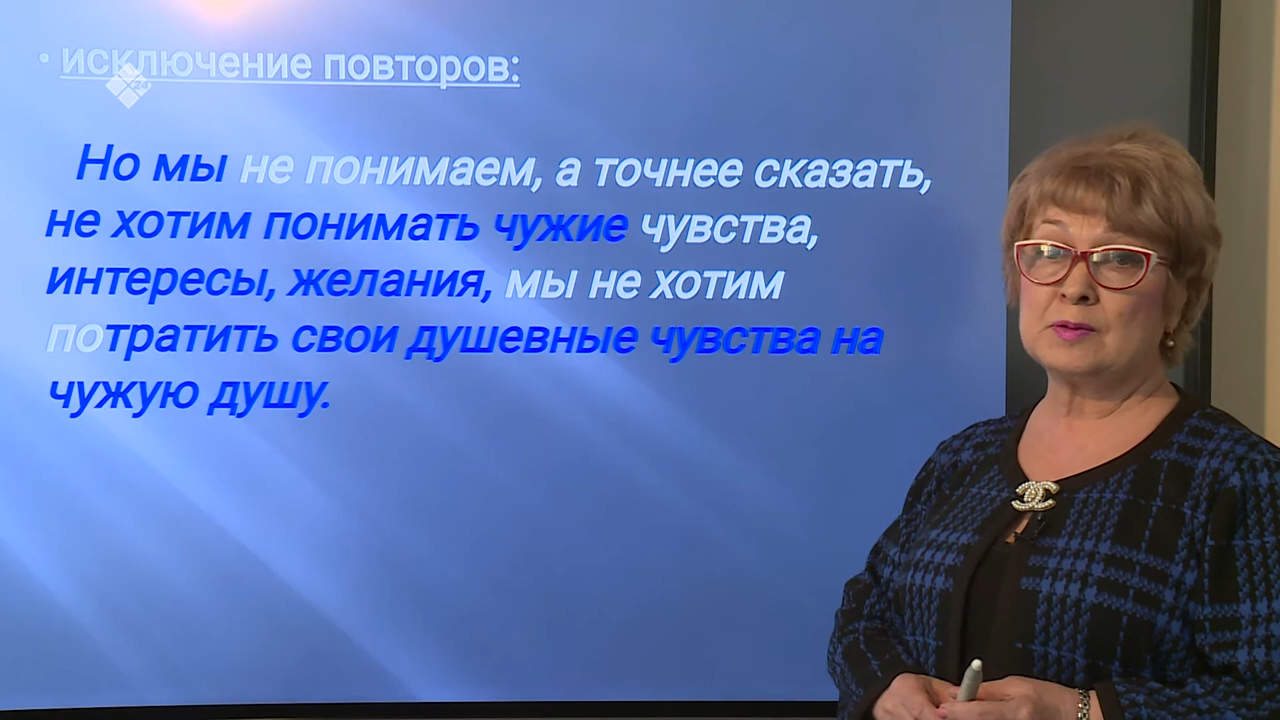 • исключение повторов:
24
Но мы не понимаем, а точнее сказать,
не хотим понимать чужие чувства,
интересы, желания, мы не хотим
потратить свои душевные чувства на
чужую душу.